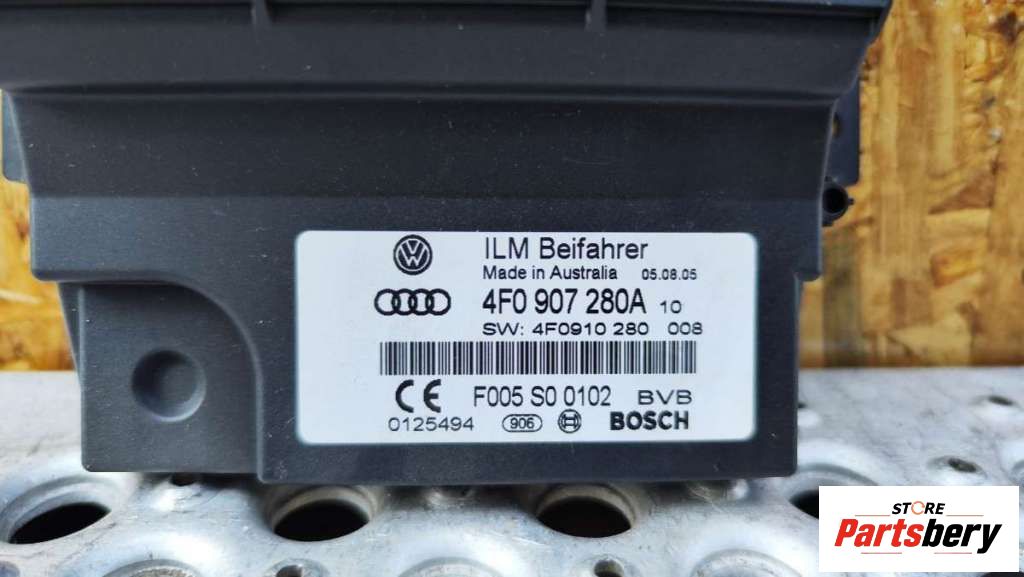 ILM Beifahrer
Made in Australia 05.08.05
4F0 907 280A 10
SW: 4F0910 280 008
CE F005 S0 0102 BVB
0125494 906 BOSCH
STORE
Partsbery